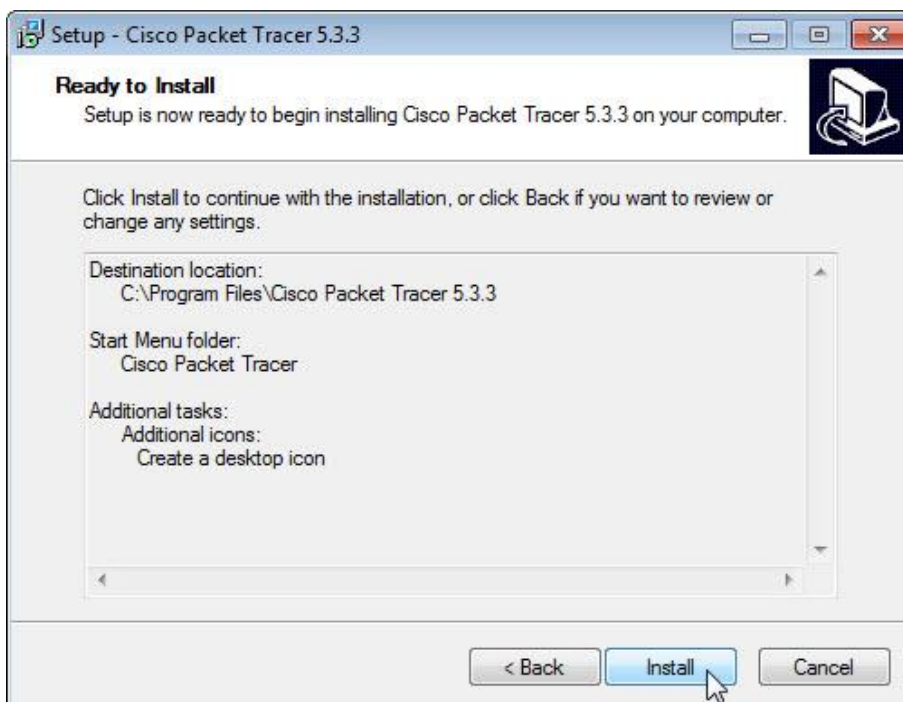 Setup - Cisco Packet Tracer 5.3.3
Ready to Install
Setup is now ready to begin installing Cisco Packet Tracer 5.3.3 on your computer.
Click Install to continue with the installation, or click Back if you want to review or
change any settings.
Destination location:
C:\Program Files\Cisco Packet Tracer 5.3.3
Start Menu folder:
Cisco Packet Tracer
Additional tasks:
Additional icons:
Create a desktop icon
< Back Install Cancel